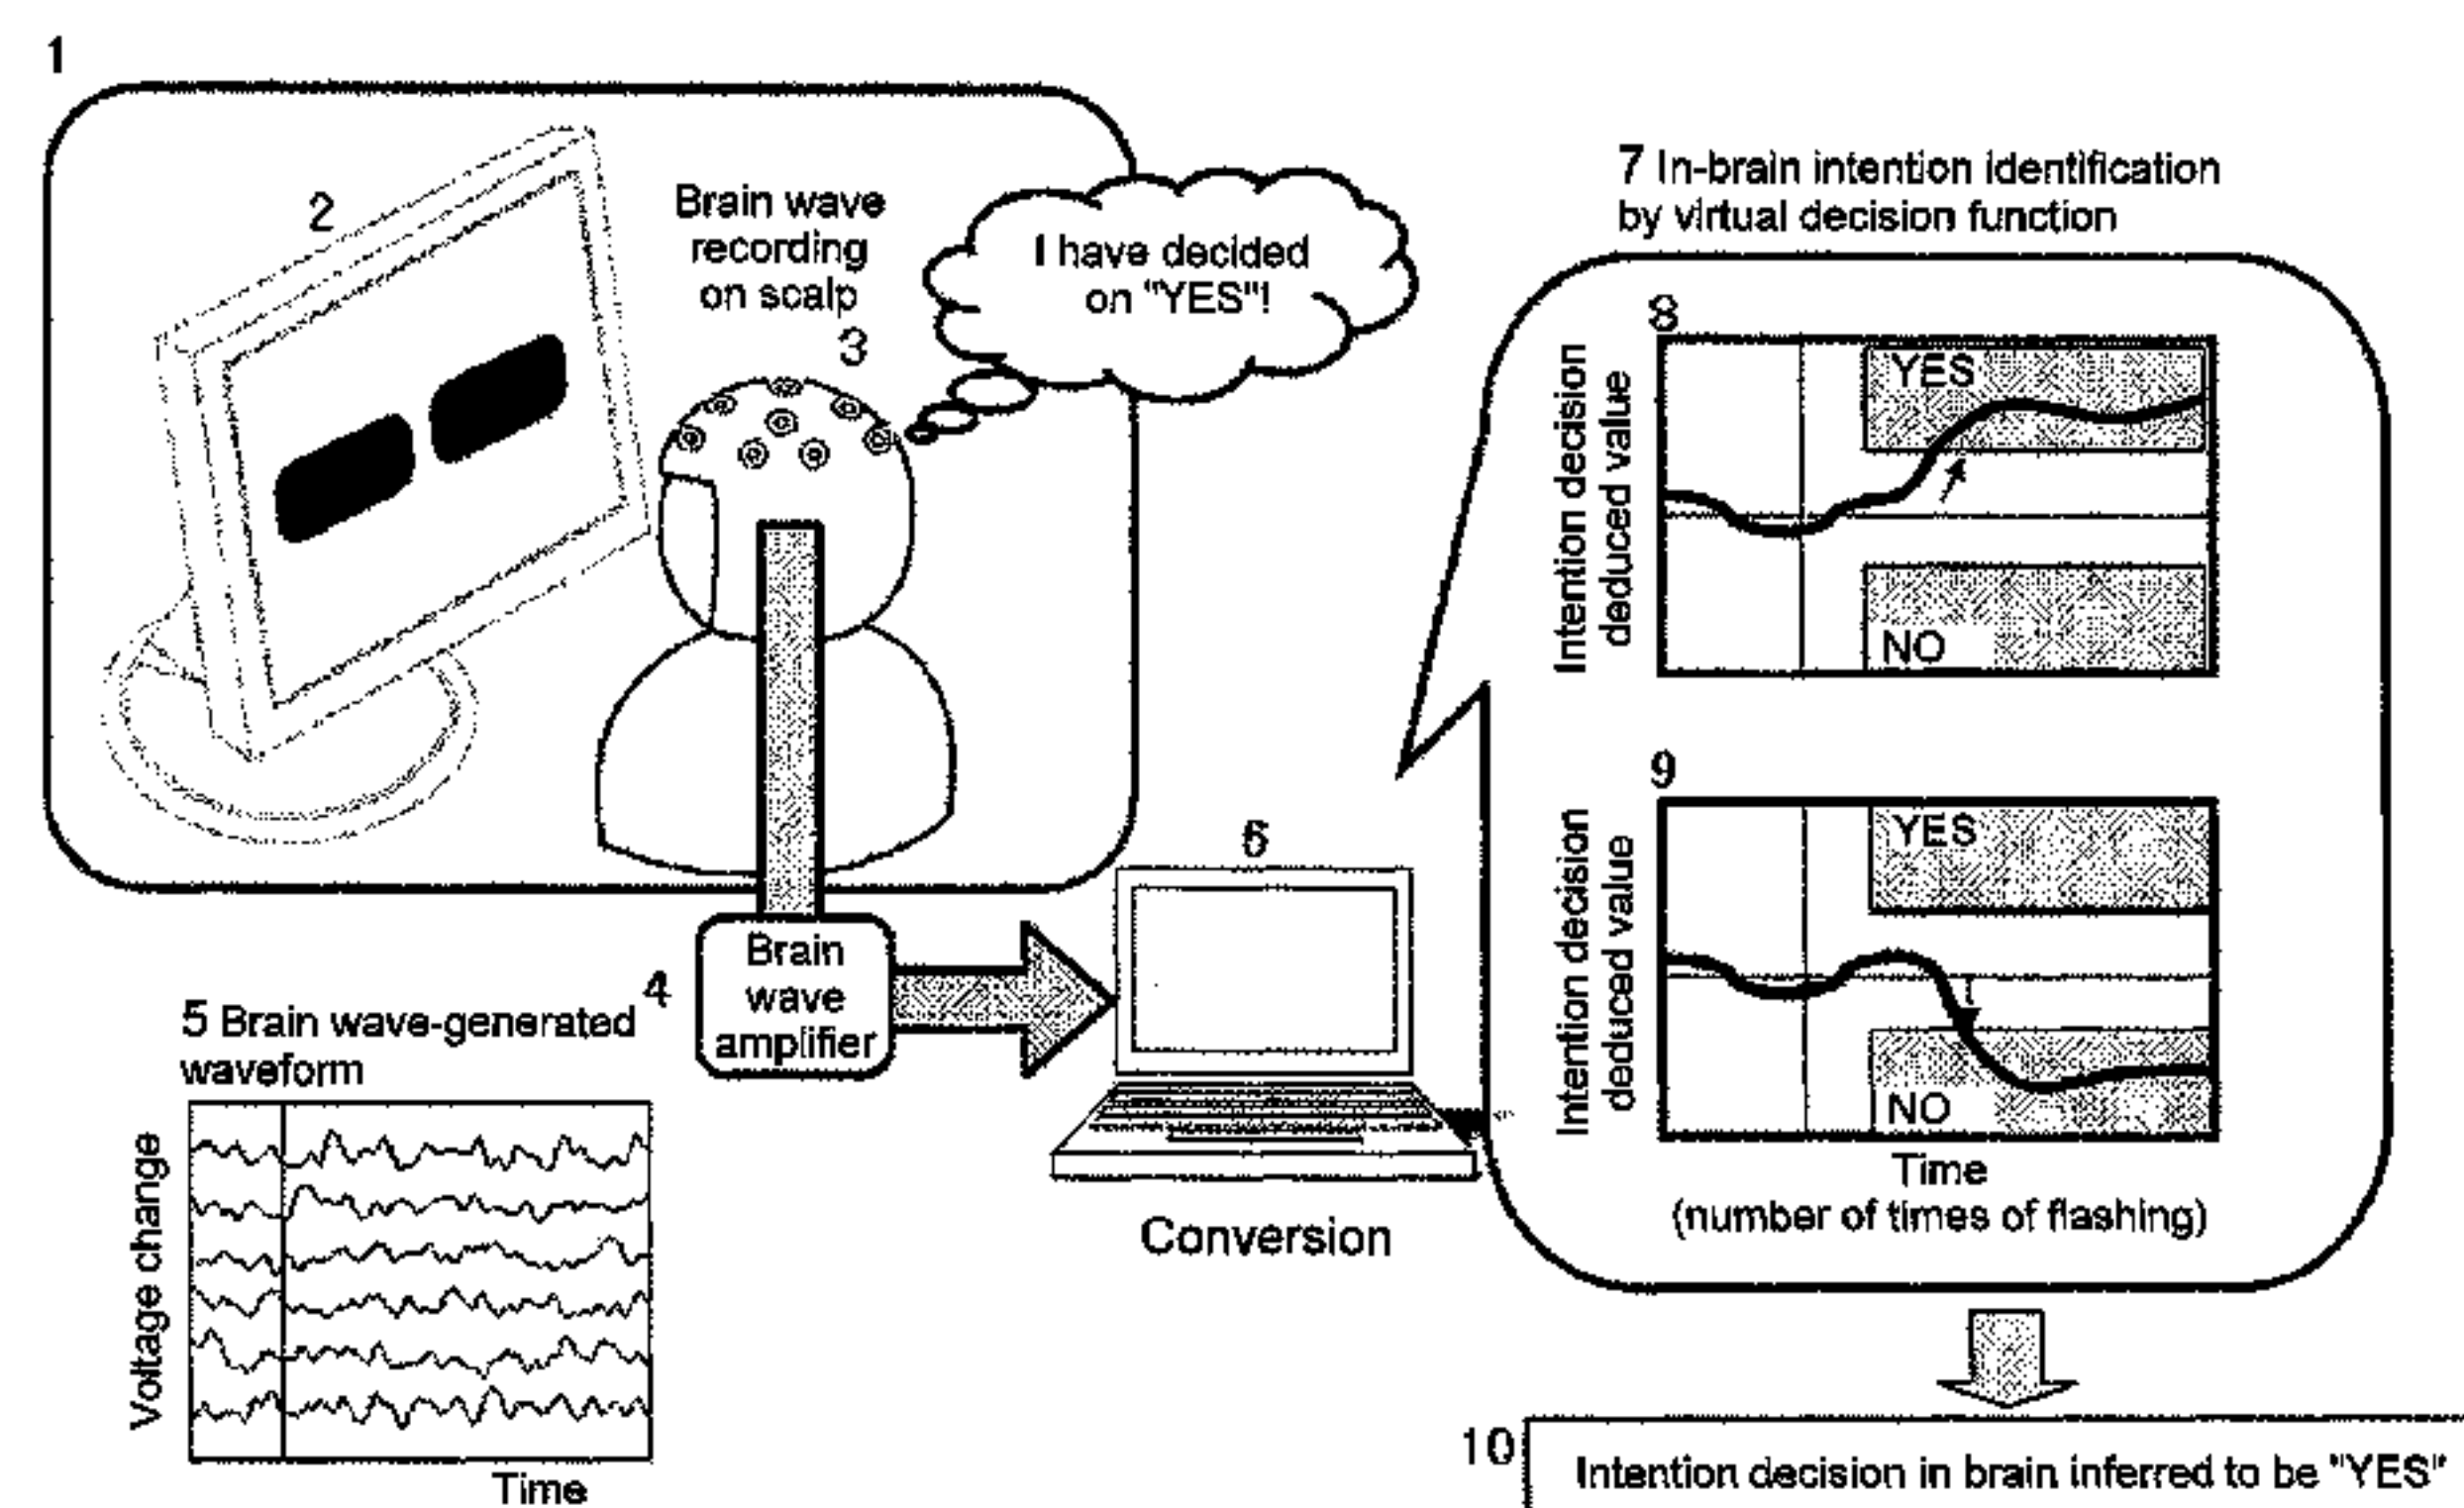 1
2
Brain wave
recording
on scalp
3
I have decided
on "YES"!
4
Brain
wave
amplifier
5 Brain wave-generated
waveform
Voltage change
Time
6
Conversion
7 In-brain intention identification
by virtual decision function
8
Intention decision
deduced value
YES
NO
9
Intention decision
deduced value
YES
NO
Time
(number of times of flashing)
10
Intention decision in brain inferred to be "YES"